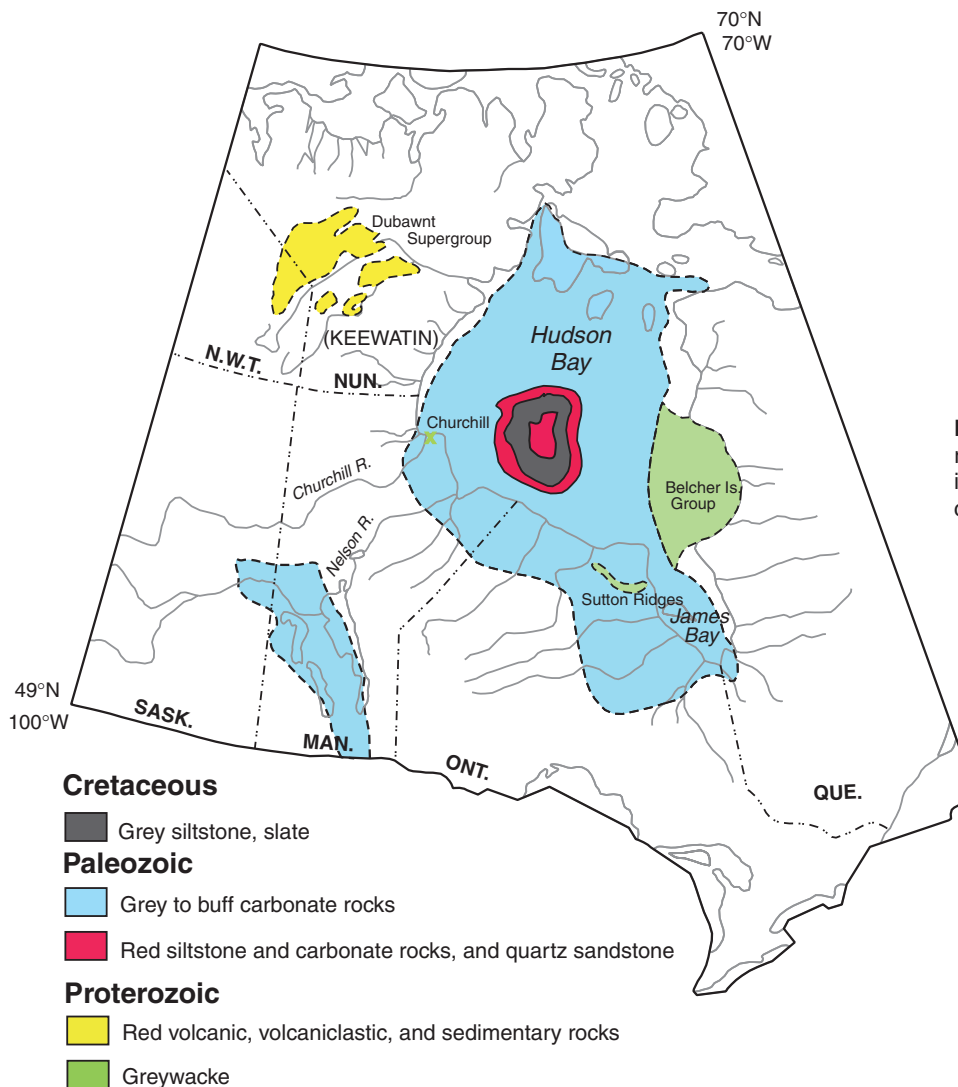 70°N
70°W
Dubawnt
Supergroup
(KEEWATIN)
Hudson
Bay
N.W.T.
NUN.
Churchill
Churchill R.
Belcher Is.
Group
Nelson R.
Sutton Ridges
James
Bay
49°N
100°W
SASK.
MAN.
ONT.
QUE.
Cretaceous
Grey siltstone, slate
Paleozoic
Grey to buff carbonate rocks
Red siltstone and carbonate rocks, and quartz sandstone
Proterozoic
Red volcanic, volcaniclastic, and sedimentary rocks
Greywacke